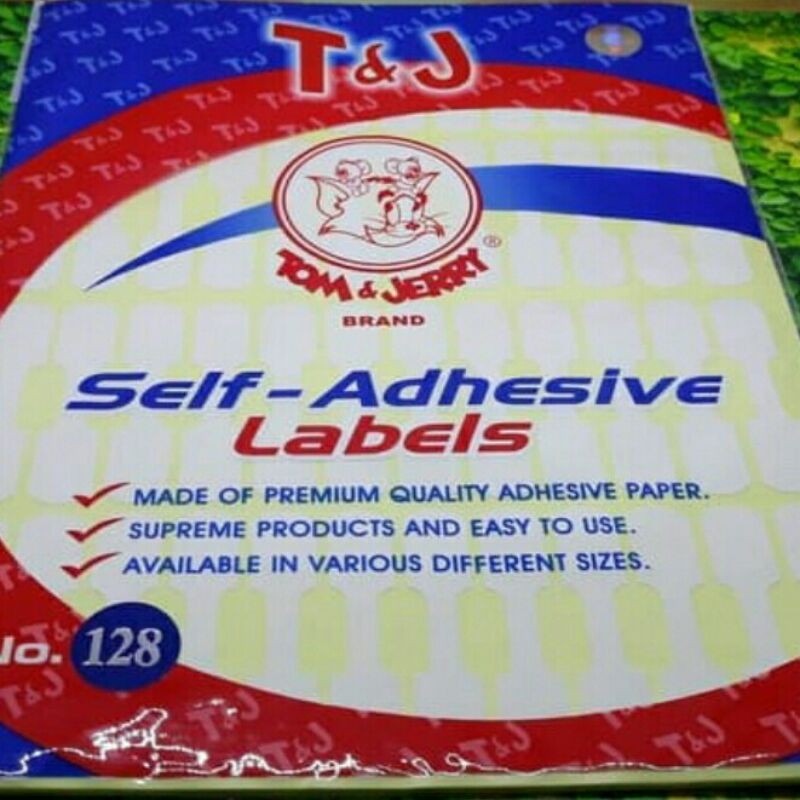 T&J
TOM & JERRY ®
BRAND
Self-Adhesive
Labels
MADE OF PREMIUM QUALITY ADHESIVE PAPER.
SUPREME PRODUCTS AND EASY TO USE.
AVAILABLE IN VARIOUS DIFFERENT SIZES.
No. 128